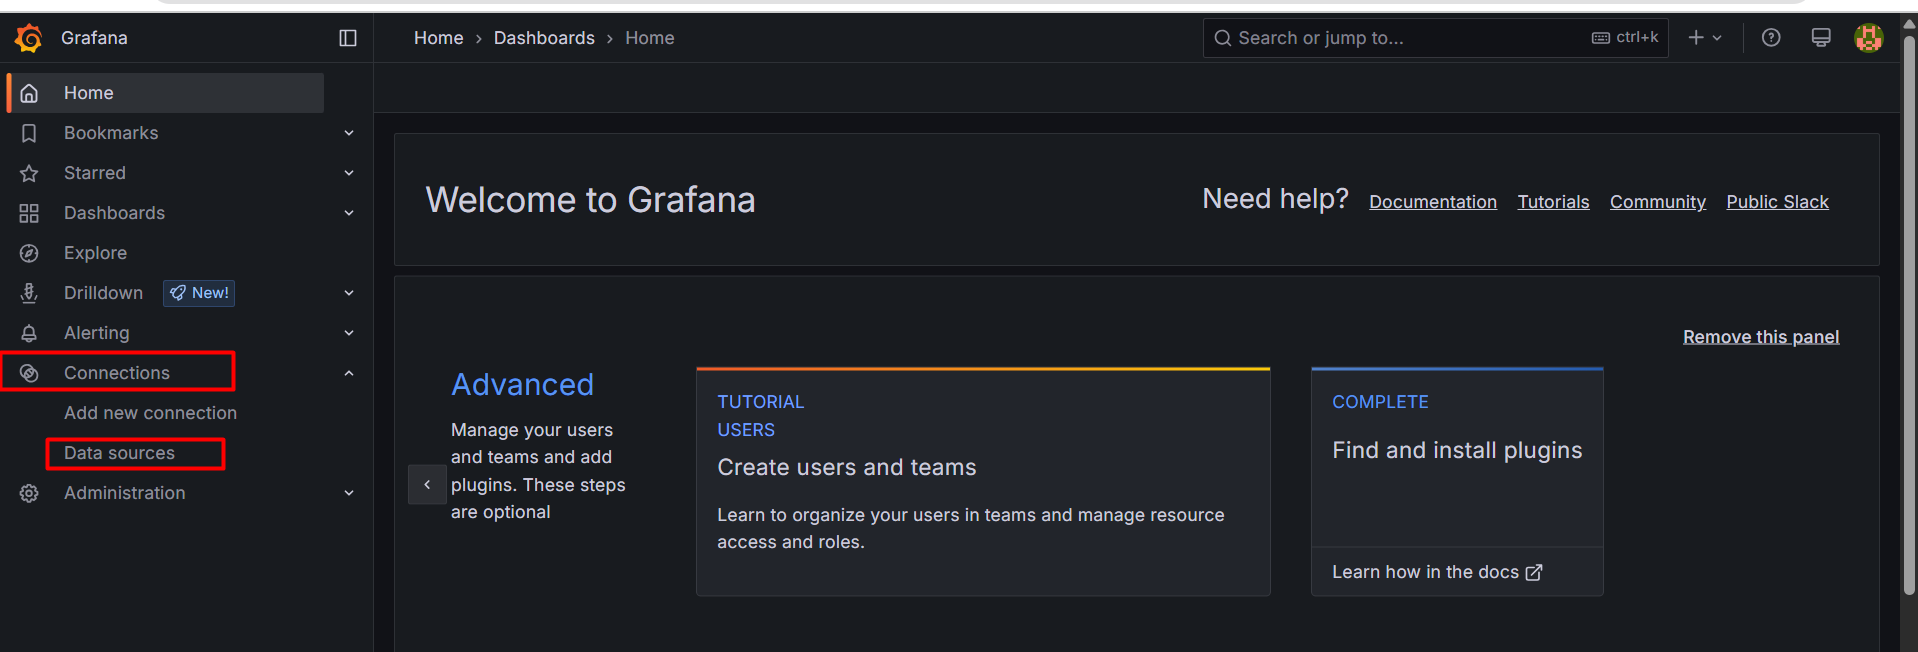 Grafana
Home › Dashboards › Home
Search or jump to...
ctrl+k
Home
Bookmarks
Starred
Dashboards
Explore
Drilldown
New!
Alerting
Connections
Add new connection
Data sources
Administration
Welcome to Grafana
Need help?
Documentation
Tutorials
Community
Public Slack
Remove this panel
Advanced
Manage your users
and teams and add
plugins. These steps
are optional
TUTORIAL
USERS
Create users and teams
Learn to organize your users in teams and manage resource
access and roles.
COMPLETE
Find and install plugins
Learn how in the docs